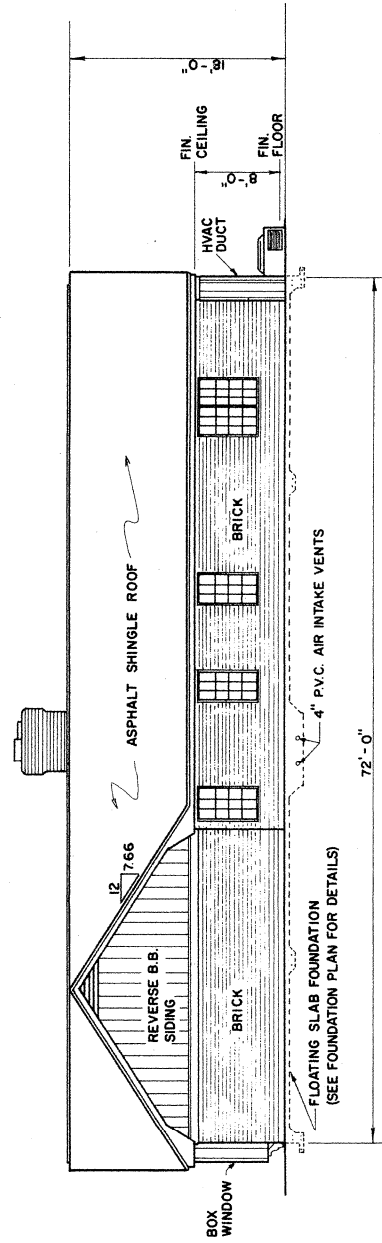 18'-0"
FIN.
CEILING
8'-0"
FIN.
FLOOR
HVAC
DUCT
ASPHALT SHINGLE ROOF
12
7.66
REVERSE B.B.
SIDING
BRICK
BRICK
BOX
WINDOW
4" P.V.C. AIR INTAKE VENTS
FLOATING SLAB FOUNDATION
(SEE FOUNDATION PLAN FOR DETAILS)
72'-0"